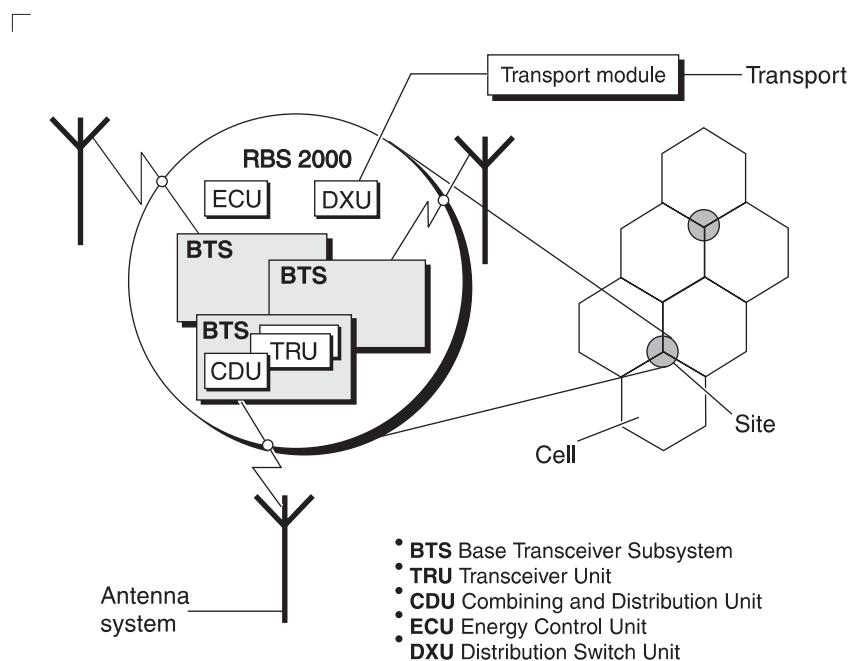 Transport module
Transport
RBS 2000
ECU
DXU
BTS
BTS
BTS
TRU
CDU
Site
Cell
Antenna
system
• BTS Base Transceiver Subsystem
• TRU Transceiver Unit
• CDU Combining and Distribution Unit
• ECU Energy Control Unit
• DXU Distribution Switch Unit